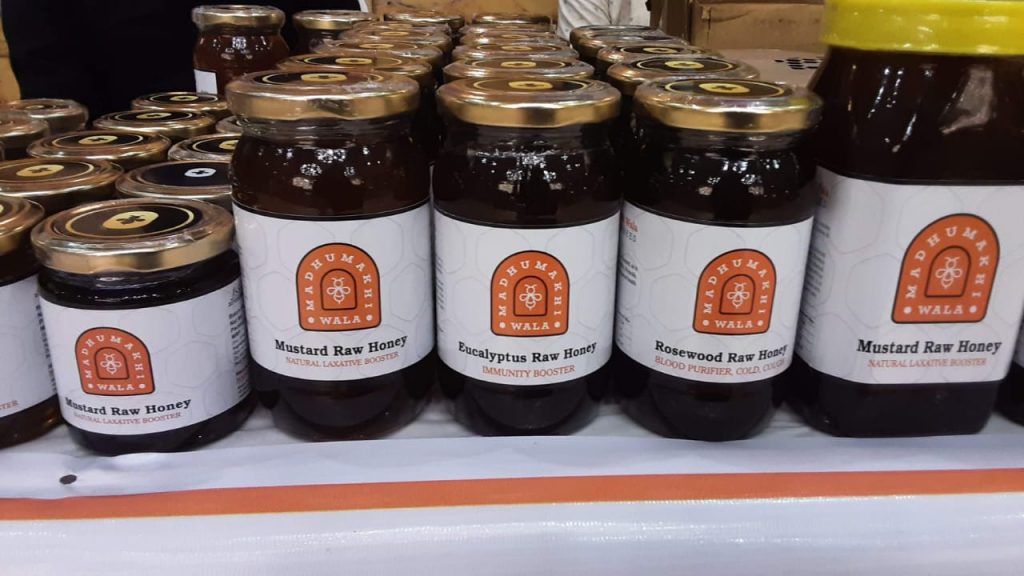 MADHUMAKHI
WALA
Mustard Raw Honey
NATURAL LAXATIVE BOOSTER
MADHUMAKHI
WALA
Mustard Raw Honey
NATURAL LAXATIVE BOOSTER
MADHUMAKHI
WALA
Eucalyptus Raw Honey
IMMUNITY BOOSTER
MADHUMAKHI
WALA
Rosewood Raw Honey
BLOOD PURIFIER, COLD, COUGH
MADHUMAKHI
WALA
Mustard Raw Honey
NATURAL LAXATIVE BOOSTER